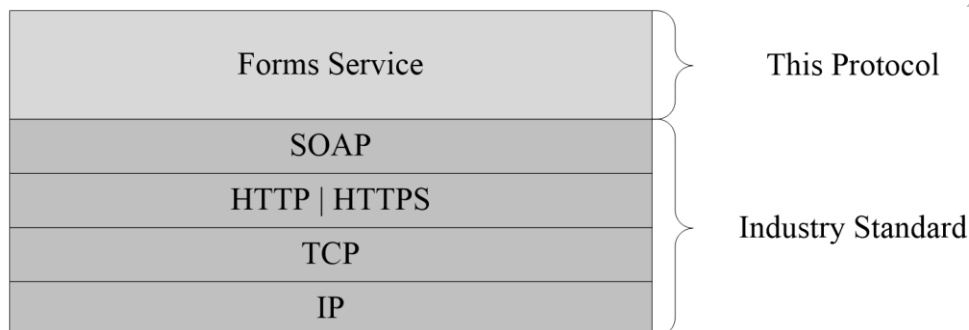 Forms Service
This Protocol
SOAP
HTTP | HTTPS
Industry Standard
TCP
IP